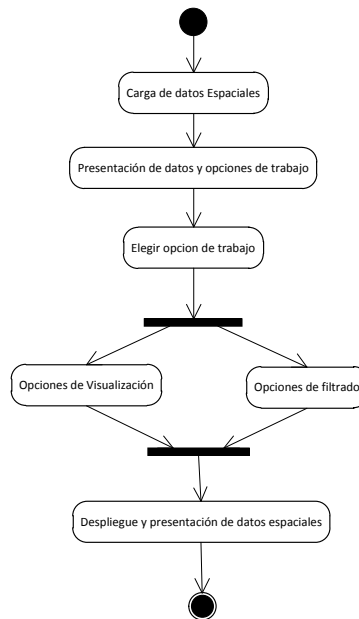 Carga de datos Espaciales
Presentación de datos y opciones de trabajo
Elegir opcion de trabajo
Opciones de Visualización
Opciones de filtrado
Despliegue y presentación de datos espaciales